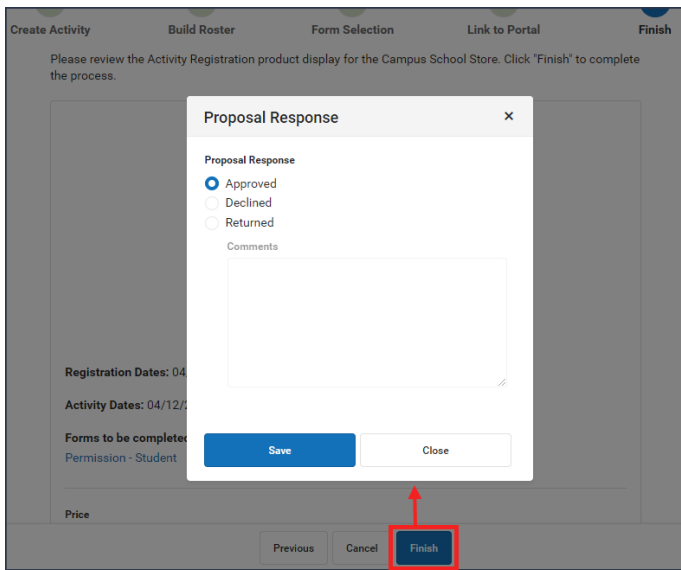 Create Activity
Build Roster
Form Selection
Link to Portal
Finish
Please review the Activity Registration product display for the Campus School Store. Click "Finish" to complete
the process.
Proposal Response
×
Proposal Response
Approved
Declined
Returned
Comments
Registration Dates: 04
Activity Dates: 04/12/
Forms to be completed
Permission - Student
Save
Close
Price
Previous
Cancel
Finish